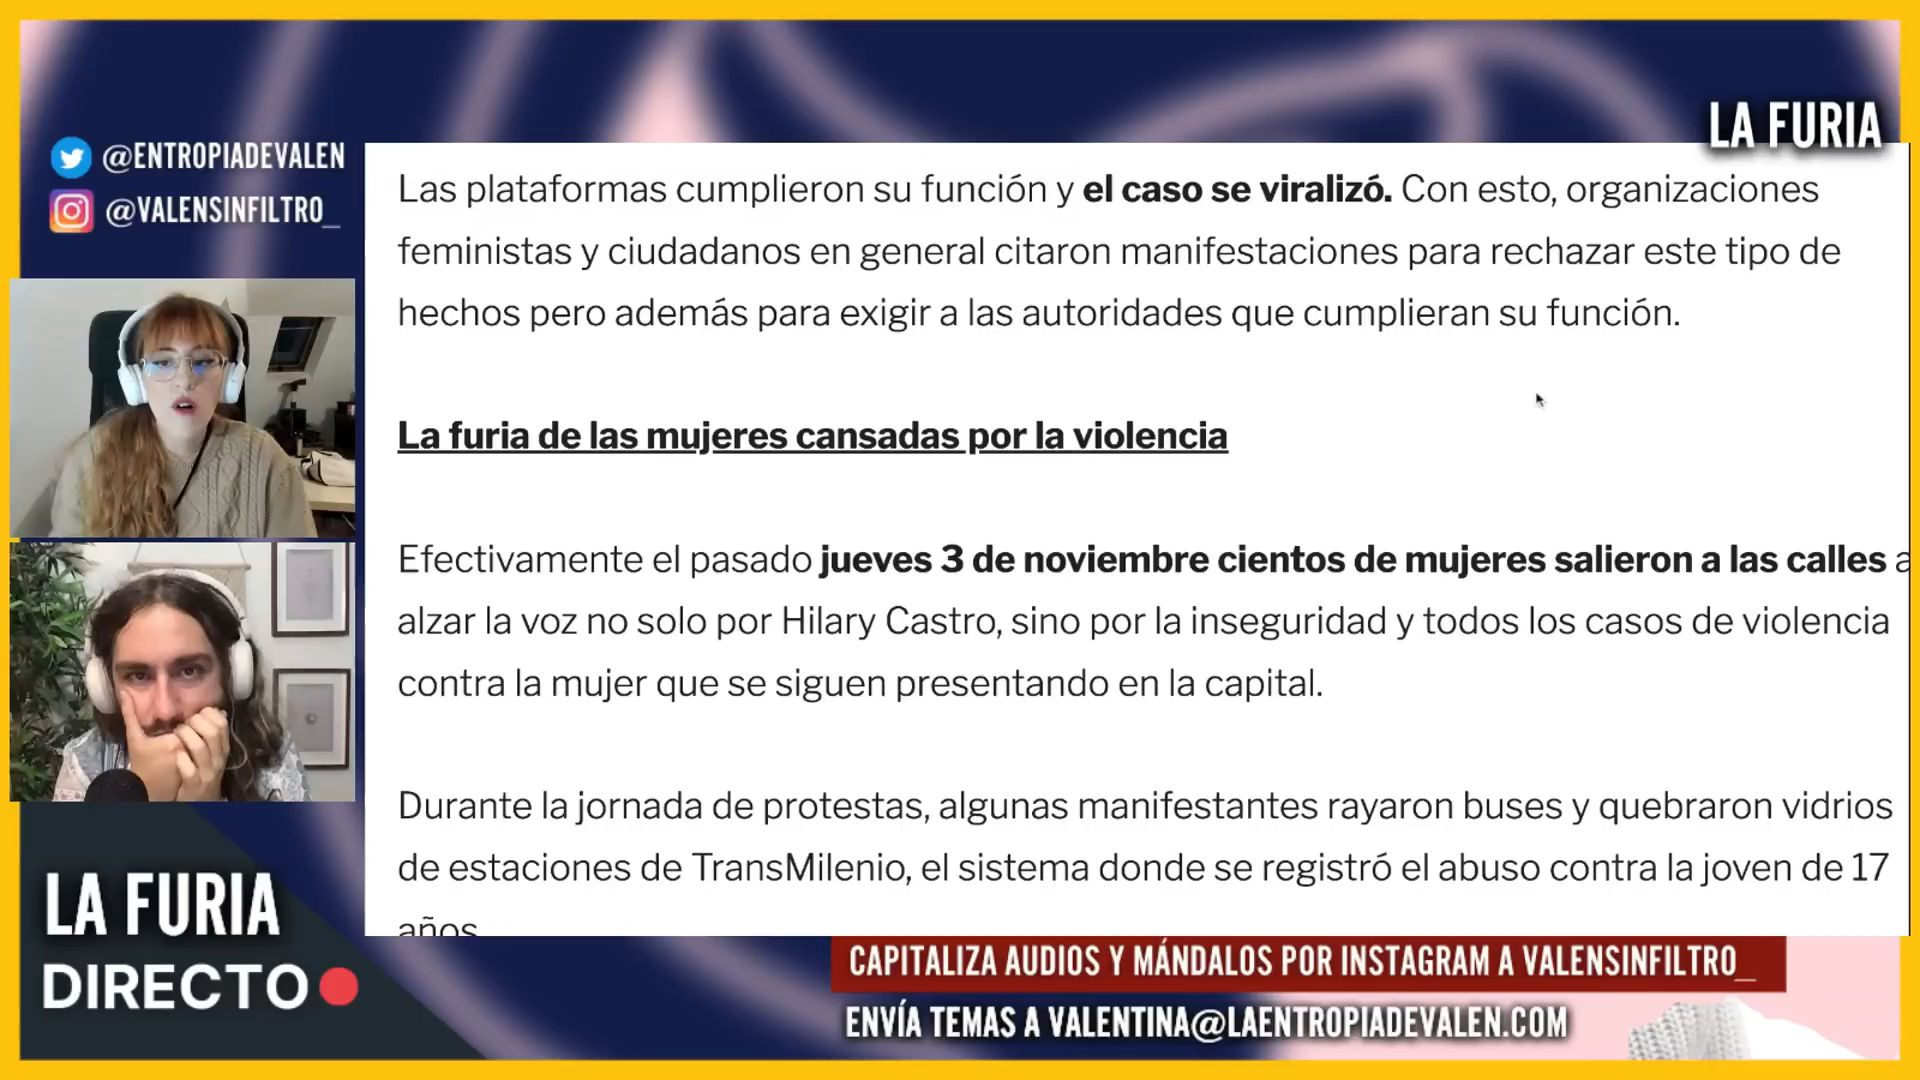 LA FURIA
@ENTROPIADEVALEN
@VALENSINFILTRO_
Las plataformas cumplieron su función y el caso se viralizó. Con esto, organizaciones
feministas y ciudadanos en general citaron manifestaciones para rechazar este tipo de
hechos pero además para exigir a las autoridades que cumplieran su función.
La furia de las mujeres cansadas por la violencia
Efectivamente el pasado jueves 3 de noviembre cientos de mujeres salieron a las calles a
alzar la voz no solo por Hilary Castro, sino por la inseguridad y todos los casos de violencia
contra la mujer que se siguen presentando en la capital.
Durante la jornada de protestas, algunas manifestantes rayaron buses y quebraron vidrios
de estaciones de TransMilenio, el sistema donde se registró el abuso contra la joven de 17
años.
LA FURIA
DIRECTO
CAPITALIZA AUDIOS Y MÁNDALOS POR INSTAGRAM A VALENSINFILTRO_
ENVÍA TEMAS A VALENTINA@LAENTROPIADEVALEN.COM